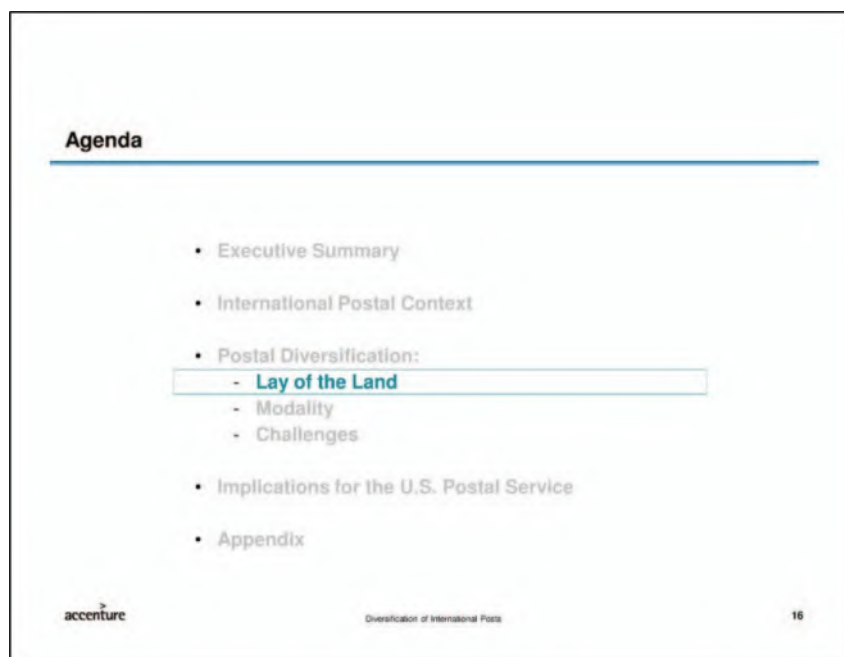 Agenda
• Executive Summary
• International Postal Context
• Postal Diversification:
- Lay of the Land
- Modality
- Challenges
• Implications for the U.S. Postal Service
• Appendix
accenture
Diversification of International Posts
16